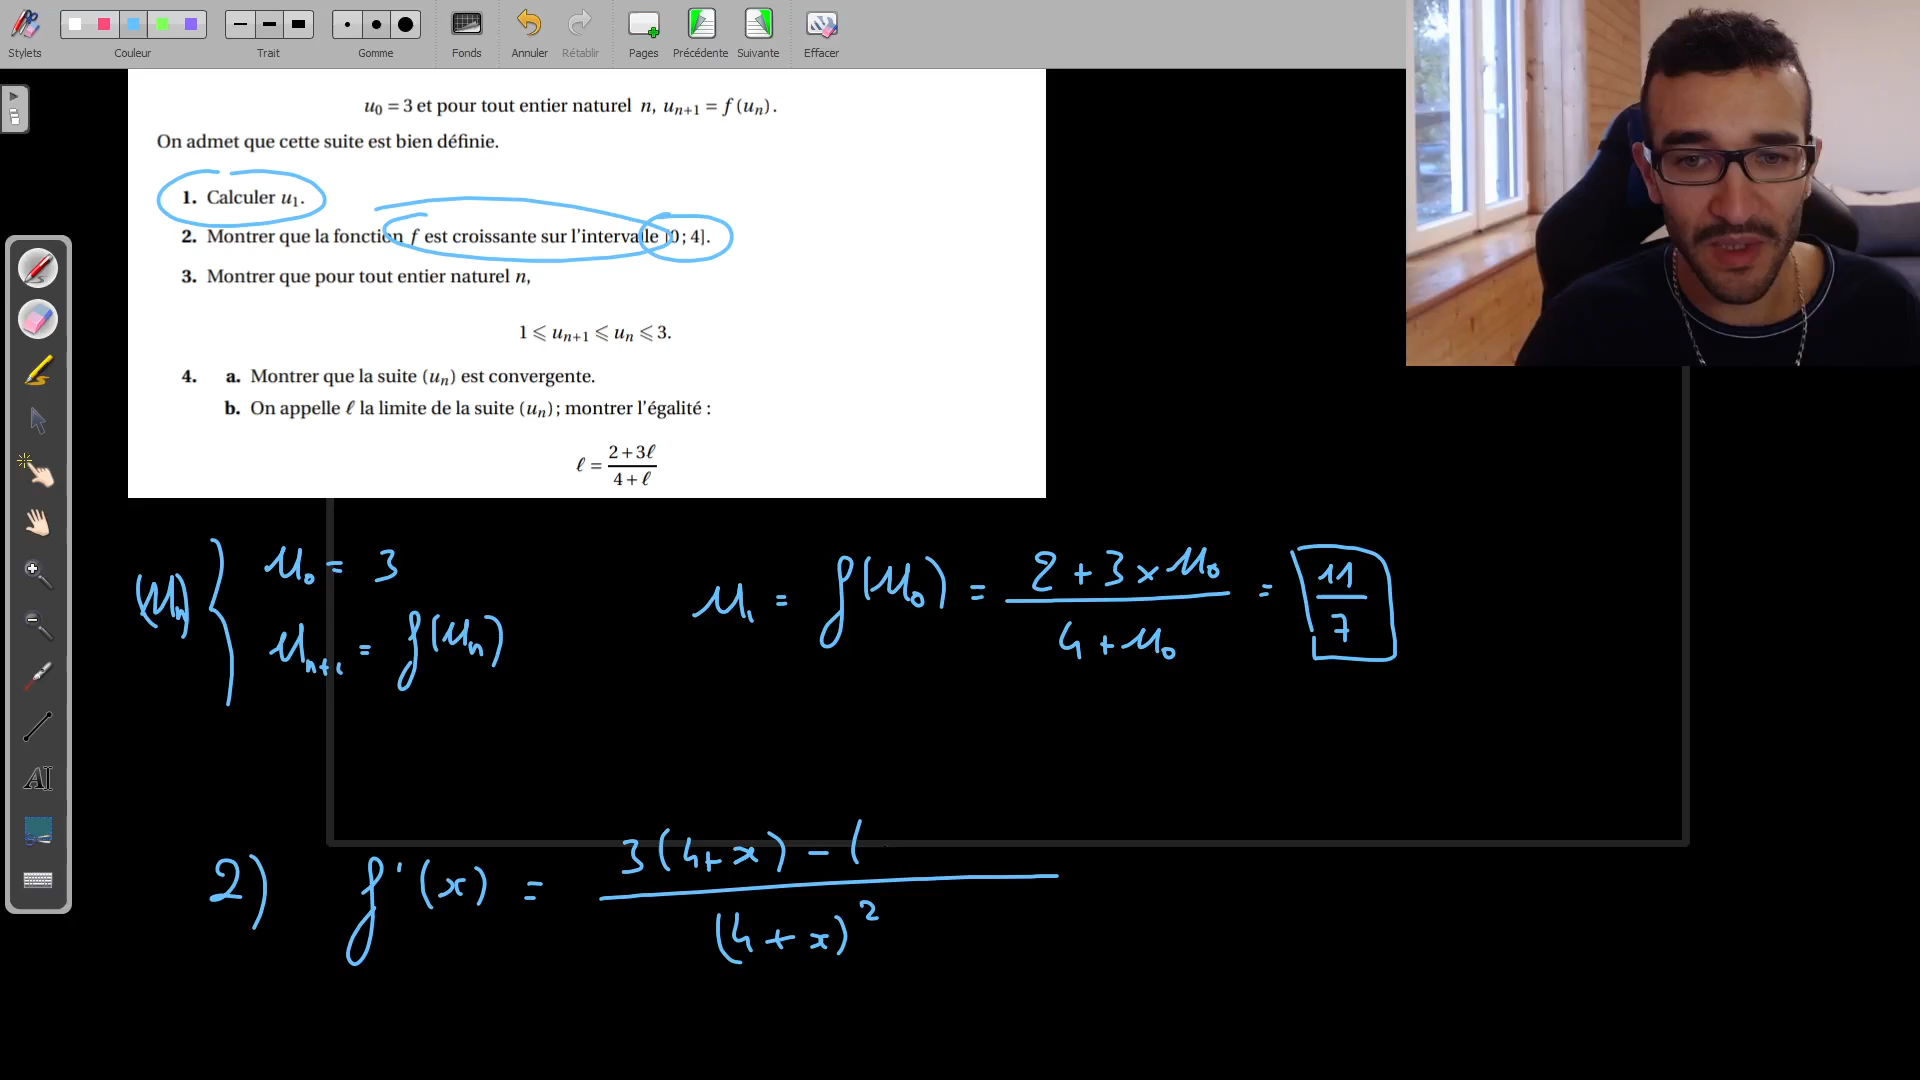 Stylets Couleur Trait Gomme Fonds Annuler Rétablir Pages Précédente Suivante Effacer
u₀ = 3 et pour tout entier naturel n, uₙ₊₁ = f(uₙ).
On admet que cette suite est bien définie.
1. Calculer u₁.
2. Montrer que la fonction f est croissante sur l'intervalle [0; 4].
3. Montrer que pour tout entier naturel n,
1 ⩽ uₙ₊₁ ⩽ uₙ ⩽ 3.
4. a. Montrer que la suite (uₙ) est convergente.
b. On appelle ℓ la limite de la suite (uₙ); montrer l'égalité :
ℓ = (2+3ℓ)/(4+ℓ)
(uₙ) { u₀ = 3
uₙ₊₁ = f(uₙ)
u₁ = f(u₀) = (2 + 3 × u₀)/(4 + u₀) = 11/7
2) f'(x) = (3(4+x) - (
(4+x)²
AI